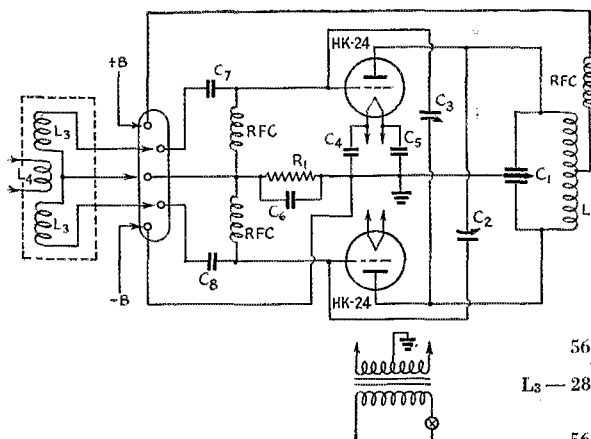 HK-24
+B
C7
RFC
L3
RFC
C3
C4
C5
L4
R1
C1
C6
L3
RFC
C2
L
-B
C8
HK-24
56
L3 — 28
56